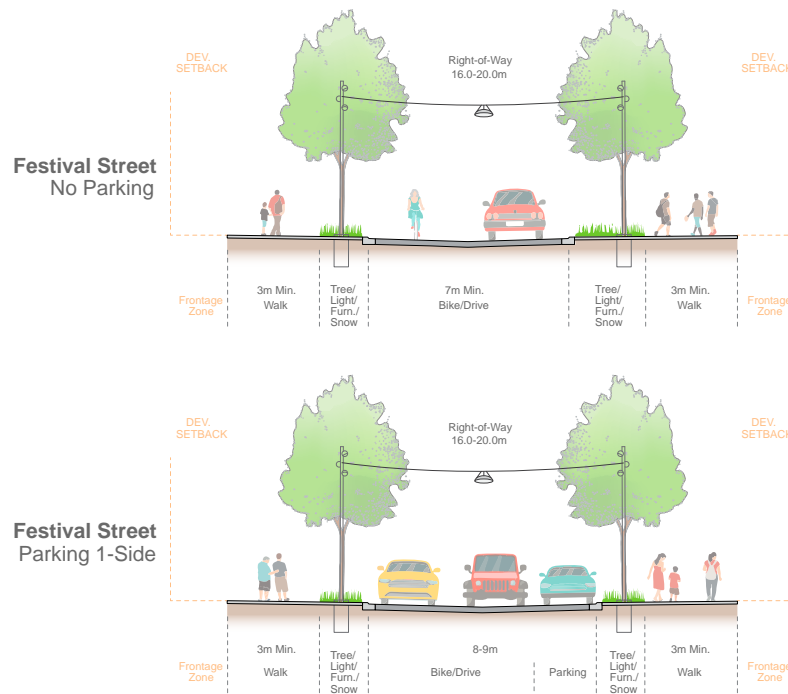 DEV.
SETBACK
Right-of-Way
16.0-20.0m
DEV.
SETBACK
Festival Street
No Parking
Frontage
Zone
3m Min.
Walk
Tree/
Light/
Furn./
Snow
7m Min.
Bike/Drive
Tree/
Light/
Furn./
Snow
3m Min.
Walk
Frontage
Zone
DEV.
SETBACK
Right-of-Way
16.0-20.0m
DEV.
SETBACK
Festival Street
Parking 1-Side
Frontage
Zone
3m Min.
Walk
Tree/
Light/
Furn./
Snow
8-9m
Bike/Drive
Parking
Tree/
Light/
Furn./
Snow
3m Min.
Walk
Frontage
Zone